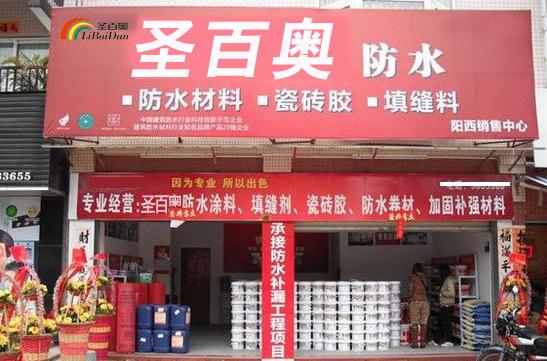 圣百奥
LiBaiDun
圣百奥 防水
▪防水材料 ▪瓷砖胶 ▪填缝料
中国建筑防水行业科技创新示范企业
建筑防水材料行业知名品牌产品20强企业
阳西销售中心
33655
因为专业 所以出色
专业经营:圣百奥防水涂料、填缝剂、瓷砖胶、防水卷材、加固补强材料
承接防水补漏工程项目
财
福满